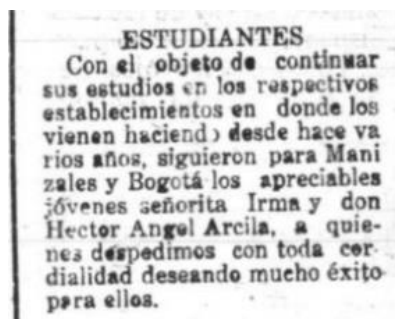 ESTUDIANTES
Con el objeto de continuar
sus estudios en los respectivos
establecimientos en donde los
vienen haciendo desde hace va
rios años, siguieron para Mani
zales y Bogotá los apreciables
jóvenes señorita Irma y don
Hector Angel Arcila, a quie-
nes despedimos con toda cor
dialidad deseando mucho éxito
para ellos.